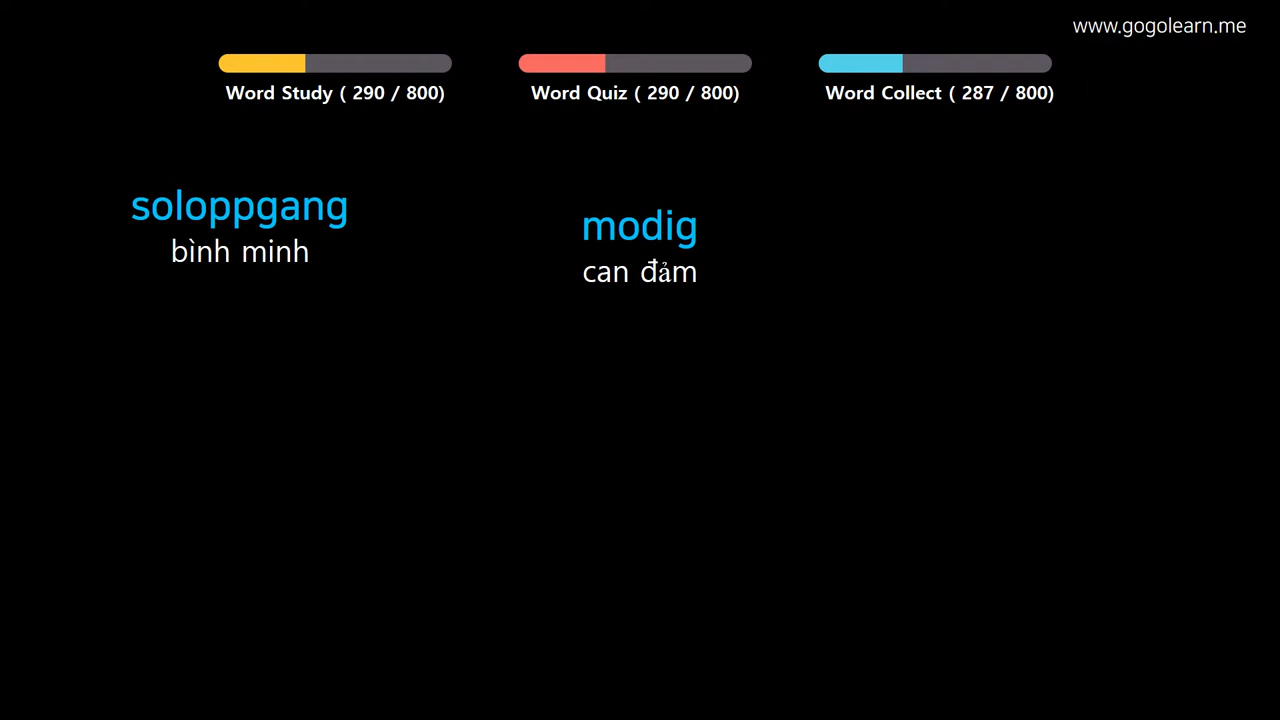 www.gogolearn.me
Word Study ( 290 / 800)
Word Quiz ( 290 / 800)
Word Collect ( 287 / 800)
soloppgang
bình minh
modig
can đảm